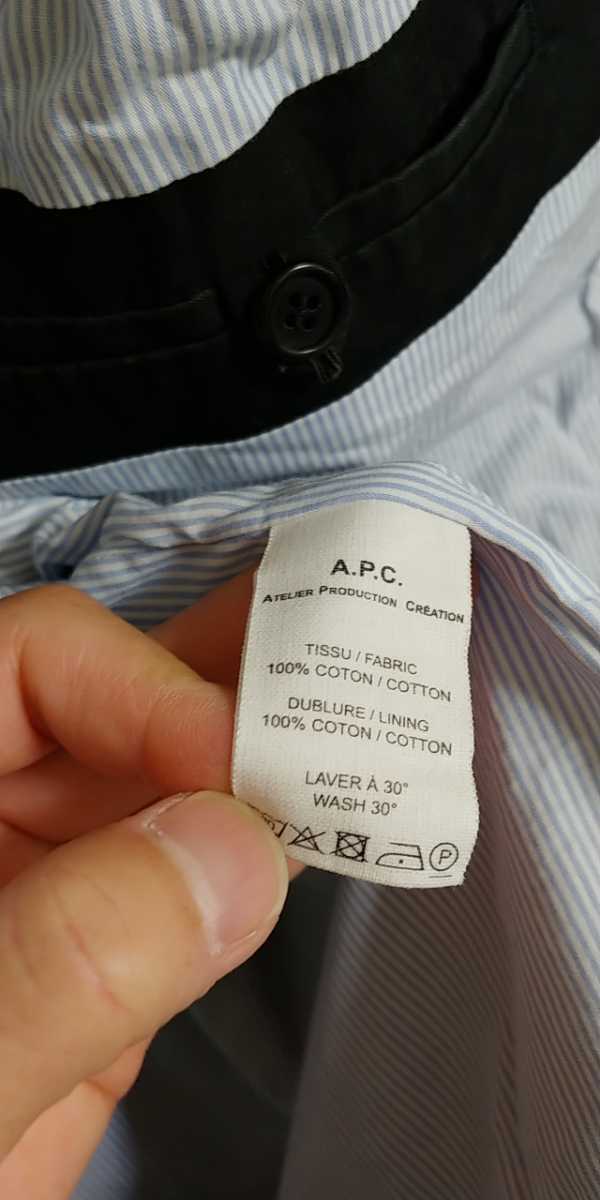 A.P.C.
ATELIER PRODUCTION CRÉATION
TISSU / FABRIC
100% COTON / COTTON
DUBLURE / LINING
100% COTON / COTTON
LAVER À 30°
WASH 30°
P